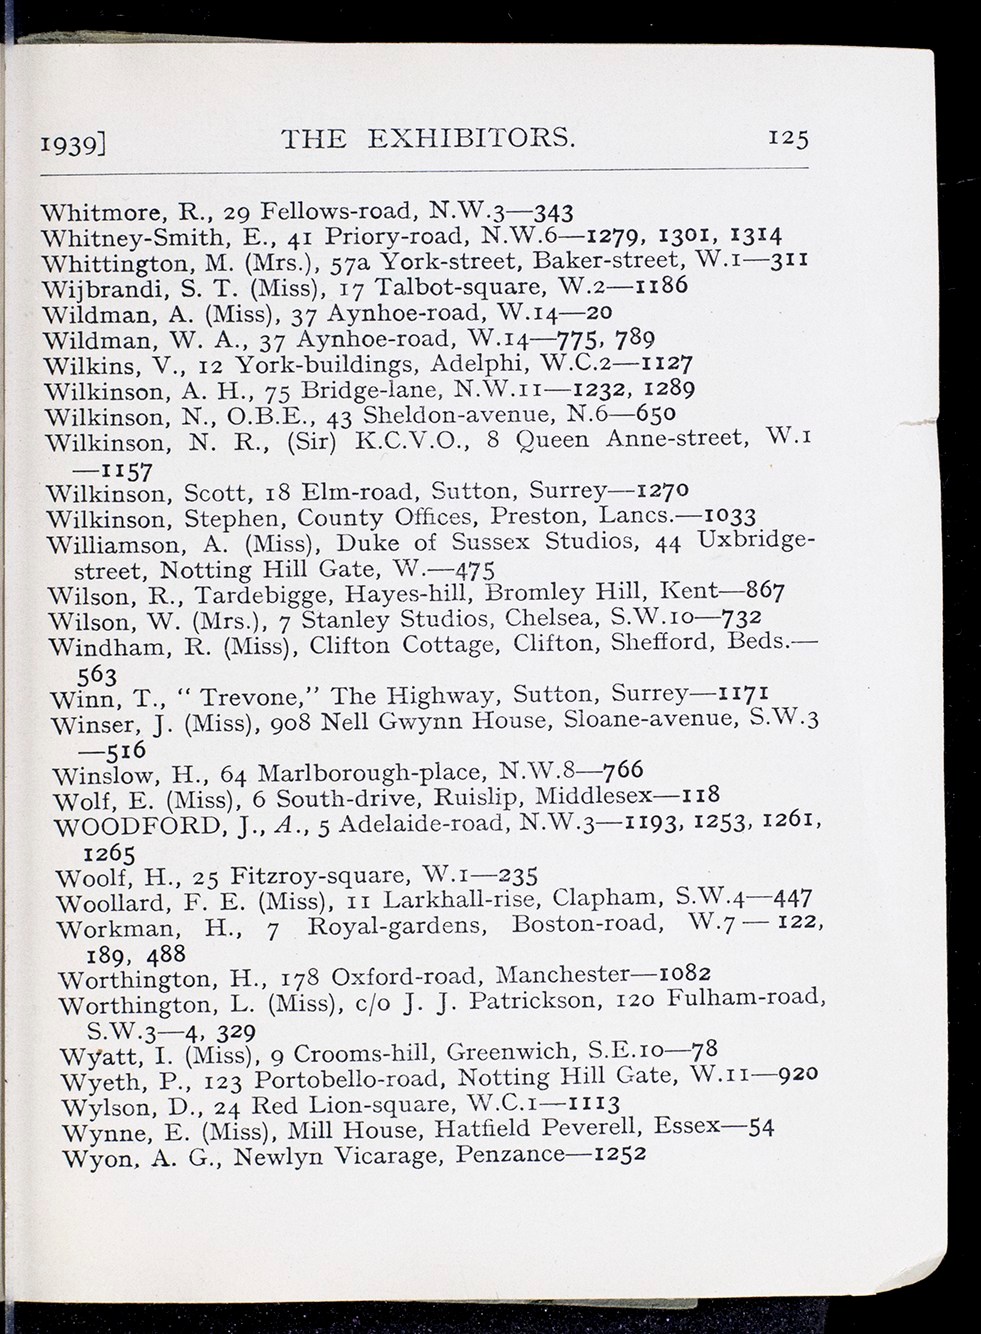 1939] THE EXHIBITORS. 125
Whitmore, R., 29 Fellows-road, N.W.3—343
Whitney-Smith, E., 41 Priory-road, N.W.6—1279, 1301, 1314
Whittington, M. (Mrs.), 57a York-street, Baker-street, W.1—311
Wijbrandi, S. T. (Miss), 17 Talbot-square, W.2—1186
Wildman, A. (Miss), 37 Aynhoe-road, W.14—20
Wildman, W. A., 37 Aynhoe-road, W.14—775, 789
Wilkins, V., 12 York-buildings, Adelphi, W.C.2—1127
Wilkinson, A. H., 75 Bridge-lane, N.W.11—1232, 1289
Wilkinson, N., O.B.E., 43 Sheldon-avenue, N.6—650
Wilkinson, N. R., (Sir) K.C.V.O., 8 Queen Anne-street, W.1
—1157
Wilkinson, Scott, 18 Elm-road, Sutton, Surrey—1270
Wilkinson, Stephen, County Offices, Preston, Lancs.—1033
Williamson, A. (Miss), Duke of Sussex Studios, 44 Uxbridge-
street, Notting Hill Gate, W.—475
Wilson, R., Tardebigge, Hayes-hill, Bromley Hill, Kent—867
Wilson, W. (Mrs.), 7 Stanley Studios, Chelsea, S.W.10—732
Windham, R. (Miss), Clifton Cottage, Clifton, Shefford, Beds.—
563
Winn, T., “ Trevone,” The Highway, Sutton, Surrey—1171
Winser, J. (Miss), 908 Nell Gwynn House, Sloane-avenue, S.W.3
—516
Winslow, H., 64 Marlborough-place, N.W.8—766
Wolf, E. (Miss), 6 South-drive, Ruislip, Middlesex—118
WOODFORD, J., A., 5 Adelaide-road, N.W.3—1193, 1253, 1261,
1265
Woolf, H., 25 Fitzroy-square, W.1—235
Woollard, F. E. (Miss), 11 Larkhall-rise, Clapham, S.W.4—447
Workman, H., 7 Royal-gardens, Boston-road, W.7— 122,
189, 488
Worthington, H., 178 Oxford-road, Manchester—1082
Worthington, L. (Miss), c/o J. J. Patrickson, 120 Fulham-road,
S.W.3—4, 329
Wyatt, I. (Miss), 9 Crooms-hill, Greenwich, S.E.10—78
Wyeth, P., 123 Portobello-road, Notting Hill Gate, W.11—920
Wylson, D., 24 Red Lion-square, W.C.1—1113
Wynne, E. (Miss), Mill House, Hatfield Peverell, Essex—54
Wyon, A. G., Newlyn Vicarage, Penzance—1252